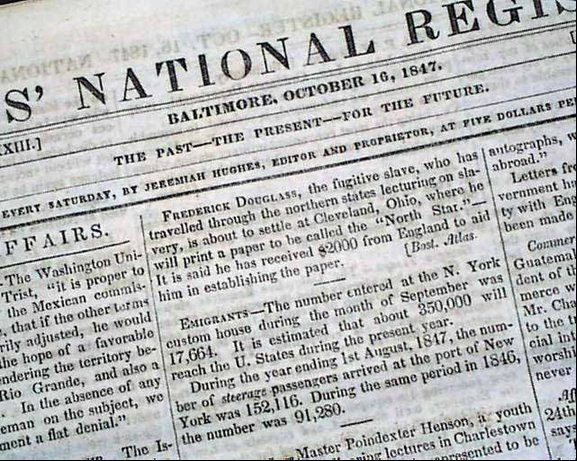 S' NATIONAL REGIS
BALTIMORE, OCTOBER 16, 1847.
XXIII.]
THE PAST—THE PRESENT—FOR THE FUTURE.
EVERY SATURDAY, BY JEREMIAH HUGHES, EDITOR AND PROPRIETOR, AT FIVE DOLLARS PE
FFAIRS.
The Washington Uni-
Trist, "it is proper to
the Mexican commis-
, that if the other terms
rily adjusted, he would
the hope of a favorable
endering the territory be-
Rio Grande, and also a
. In the absence of any
eman on the subject, we
ment a flat denial."
The Is-
FREDERICK DOUGLASS, the fugitive slave, who has
travelled through the northern states lecturing on sla-
very, is about to settle at Cleveland, Ohio, where he
will print a paper to be called the "North Star."—
It is said he has received $2000 from England to aid
him in establishing the paper. [Bost. Atlas.
EMIGRANTS—The number entered at the N. York
custom house during the month of September was
17,664. It is estimated that about 350,000 will
reach the U. States during the present year.
During the year ending 1st August, 1847, the num-
ber of steerage passengers arrived at the port of New
York was 152,116. During the same period in 1846,
the number was 91,280.
Master Poindexter Henson, a youth
lectures in Charlestown
to be
autographs, w
abroad."
Letters fr
vernment h
ty with Eng
been made
Commer
Guatemal
dent of th
merce w
Mr. Cha
to the t
cial int
worshi
never
24th
says